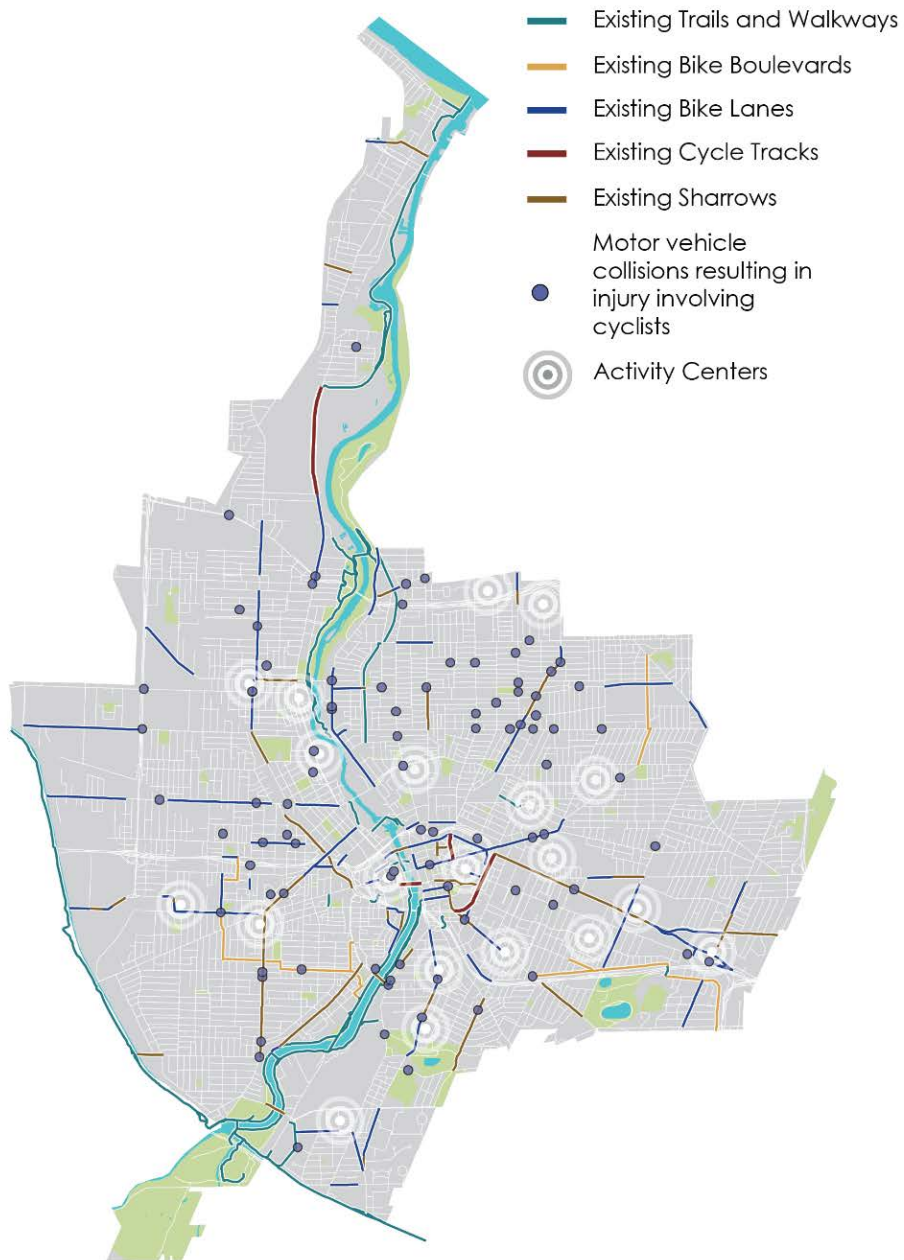 Existing Trails and Walkways
Existing Bike Boulevards
Existing Bike Lanes
Existing Cycle Tracks
Existing Sharrows
Motor vehicle
collisions resulting in
injury involving
cyclists
Activity Centers